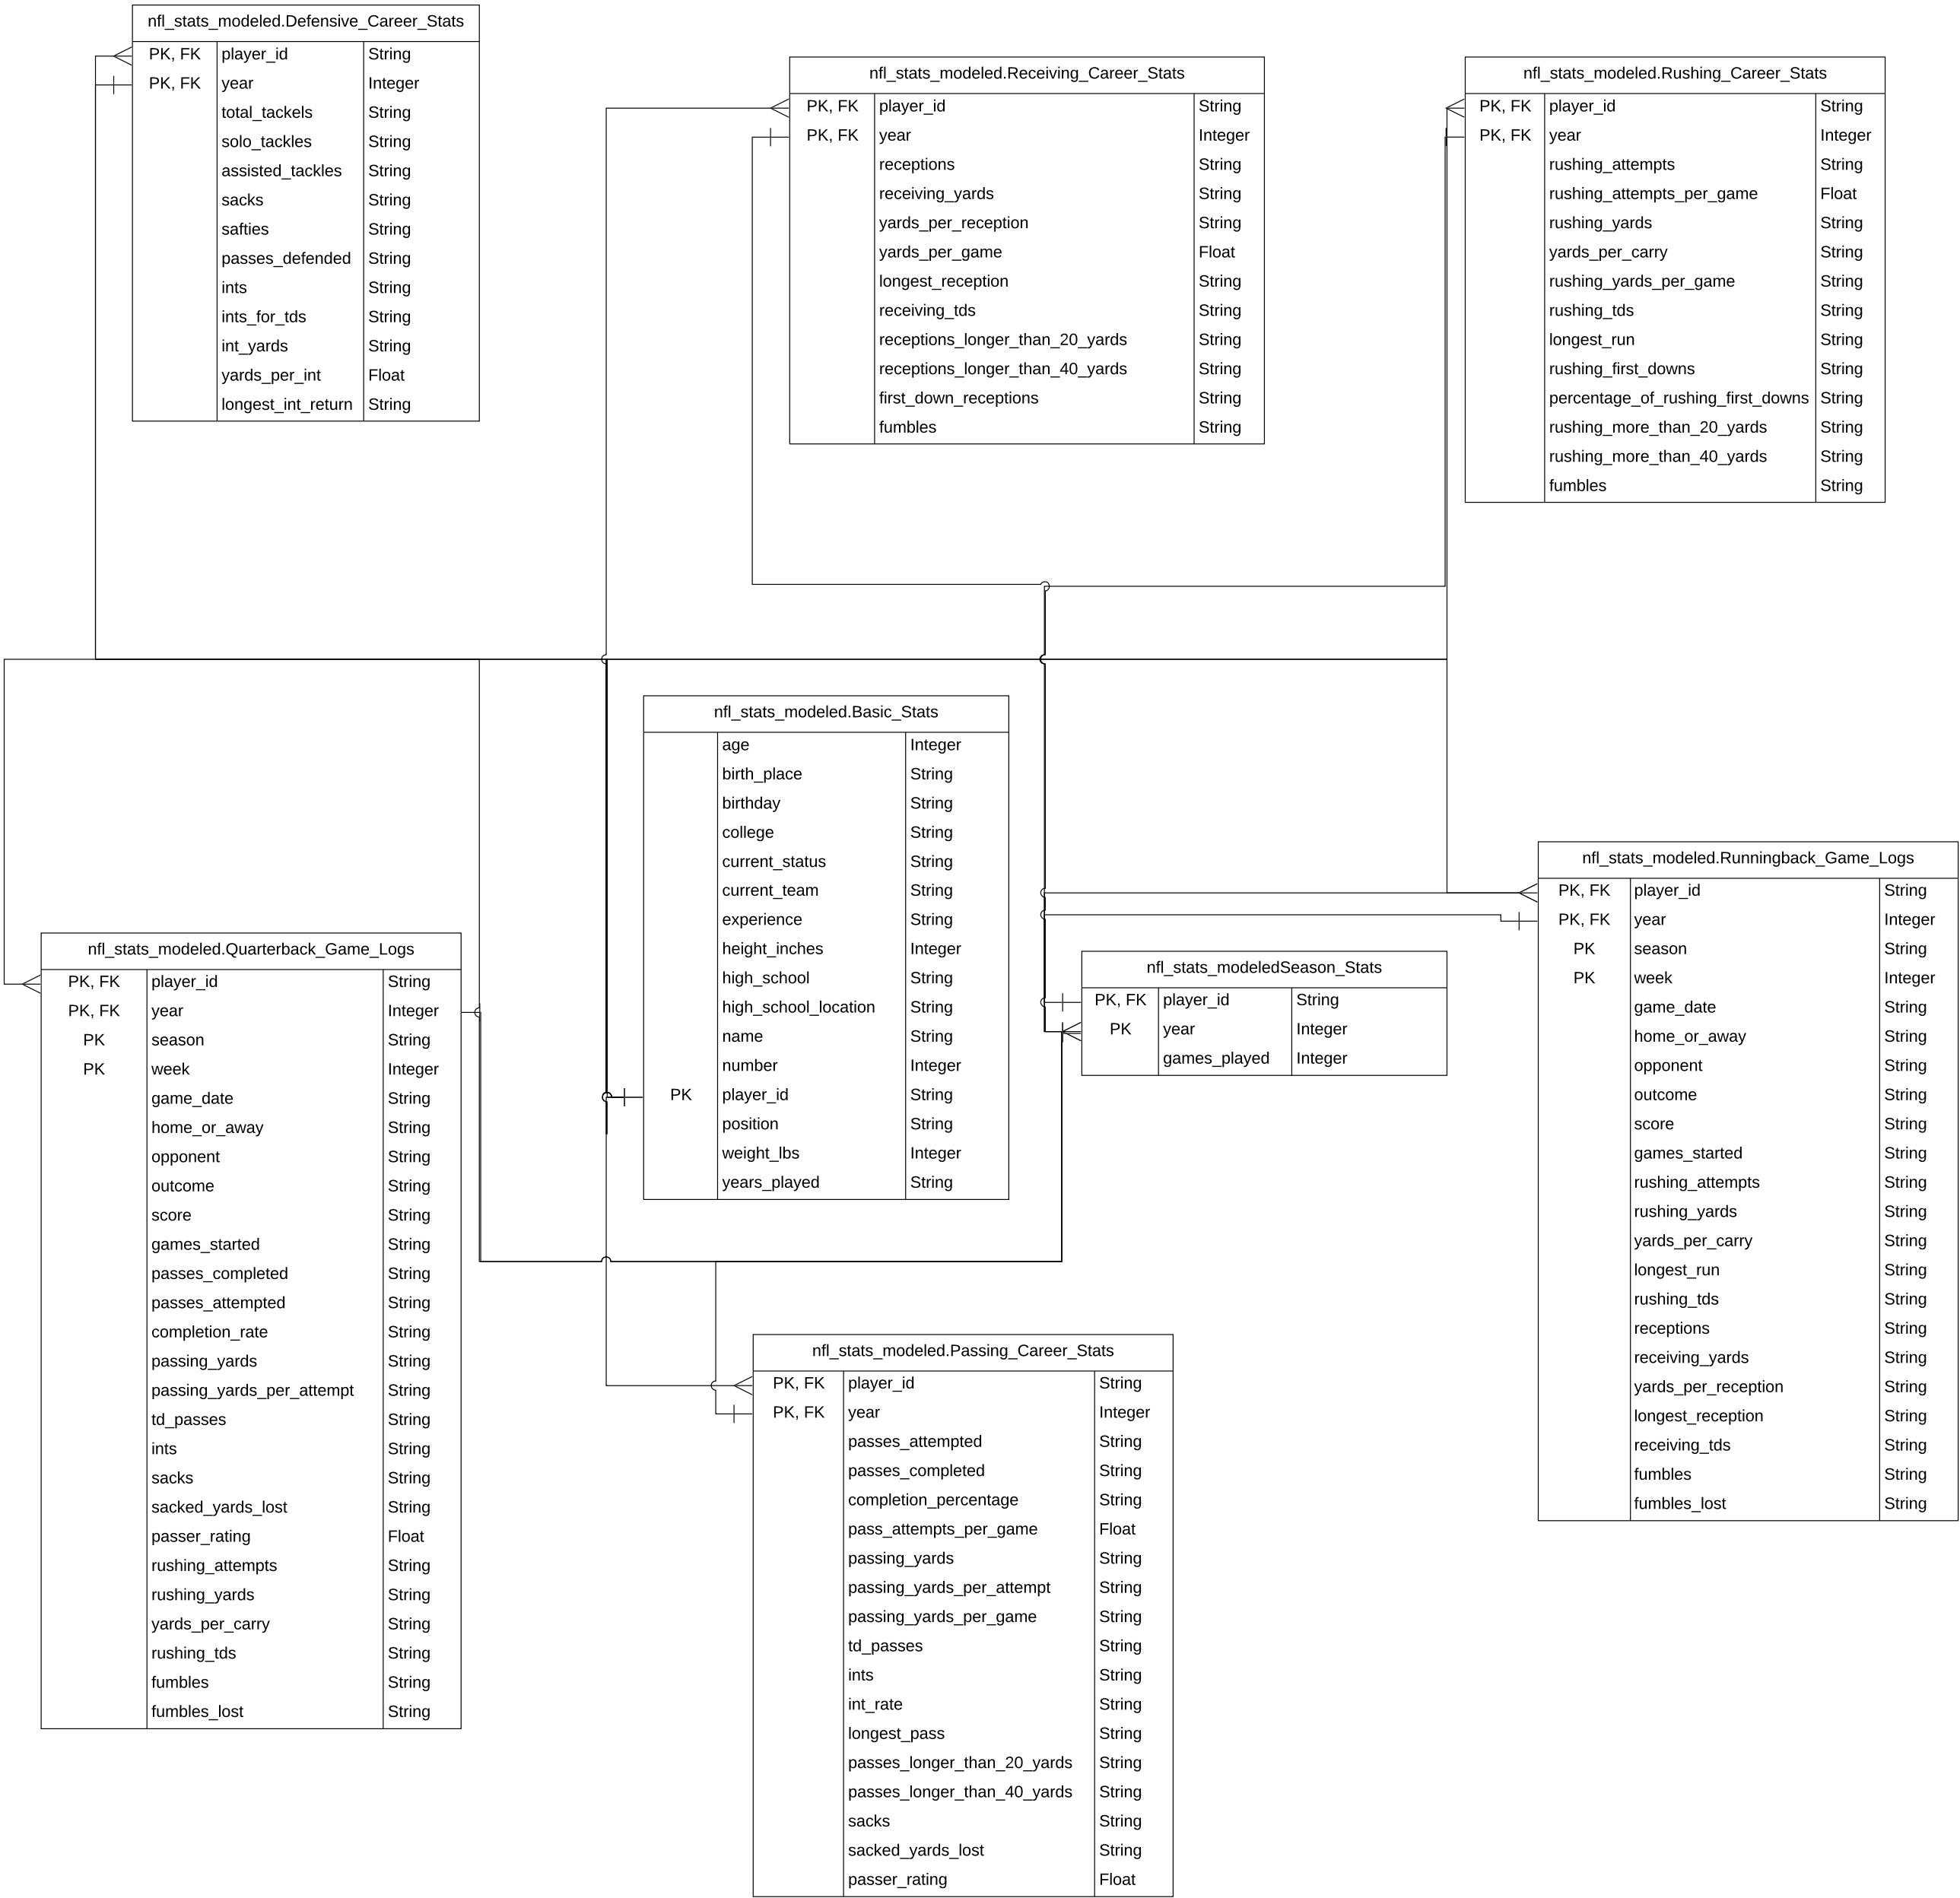 nfl_stats_modeled.Defensive_Career_Stats
PK, FK player_id String
PK, FK year Integer
total_tackels String
solo_tackles String
assisted_tackles String
sacks String
safties String
passes_defended String
ints String
ints_for_tds String
int_yards String
yards_per_int Float
longest_int_return String
nfl_stats_modeled.Receiving_Career_Stats
PK, FK player_id String
PK, FK year Integer
receptions String
receiving_yards String
yards_per_reception String
yards_per_game Float
longest_reception String
receiving_tds String
receptions_longer_than_20_yards String
receptions_longer_than_40_yards String
first_down_receptions String
fumbles String
nfl_stats_modeled.Rushing_Career_Stats
PK, FK player_id String
PK, FK year Integer
rushing_attempts String
rushing_attempts_per_game Float
rushing_yards String
yards_per_carry String
rushing_yards_per_game String
rushing_tds String
longest_run String
rushing_first_downs String
percentage_of_rushing_first_downs String
rushing_more_than_20_yards String
rushing_more_than_40_yards String
fumbles String
nfl_stats_modeled.Basic_Stats
age Integer
birth_place String
birthday String
college String
current_status String
current_team String
experience String
height_inches Integer
high_school String
high_school_location String
name String
number Integer
PK player_id String
position String
weight_lbs Integer
years_played String
nfl_stats_modeled.Runningback_Game_Logs
PK, FK player_id String
PK, FK year Integer
PK season String
PK week Integer
game_date String
home_or_away String
opponent String
outcome String
score String
games_started String
rushing_attempts String
rushing_yards String
yards_per_carry String
longest_run String
rushing_tds String
receptions String
receiving_yards String
yards_per_reception String
longest_reception String
receiving_tds String
fumbles String
fumbles_lost String
nfl_stats_modeled.Quarterback_Game_Logs
PK, FK player_id String
PK, FK year Integer
PK season String
PK week Integer
game_date String
home_or_away String
opponent String
outcome String
score String
games_started String
passes_completed String
passes_attempted String
completion_rate String
passing_yards String
passing_yards_per_attempt String
td_passes String
ints String
sacks String
sacked_yards_lost String
passer_rating Float
rushing_attempts String
rushing_yards String
yards_per_carry String
rushing_tds String
fumbles String
fumbles_lost String
nfl_stats_modeledSeason_Stats
PK, FK player_id String
PK year Integer
games_played Integer
nfl_stats_modeled.Passing_Career_Stats
PK, FK player_id String
PK, FK year Integer
passes_attempted String
passes_completed String
completion_percentage String
pass_attempts_per_game Float
passing_yards String
passing_yards_per_attempt String
passing_yards_per_game String
td_passes String
ints String
int_rate String
longest_pass String
passes_longer_than_20_yards String
passes_longer_than_40_yards String
sacks String
sacked_yards_lost String
passer_rating Float